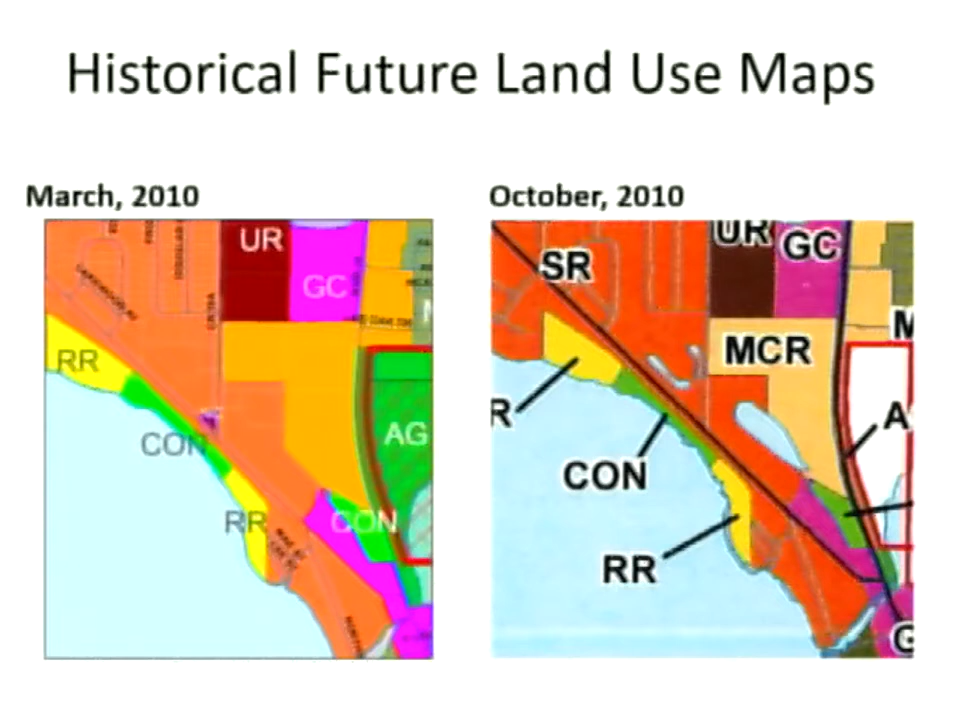 Historical Future Land Use Maps
March, 2010
October, 2010
UR
GC
RR
AG
CON
RR
CON
UR
GC
SR
MCR
M
R
A
CON
RR
G